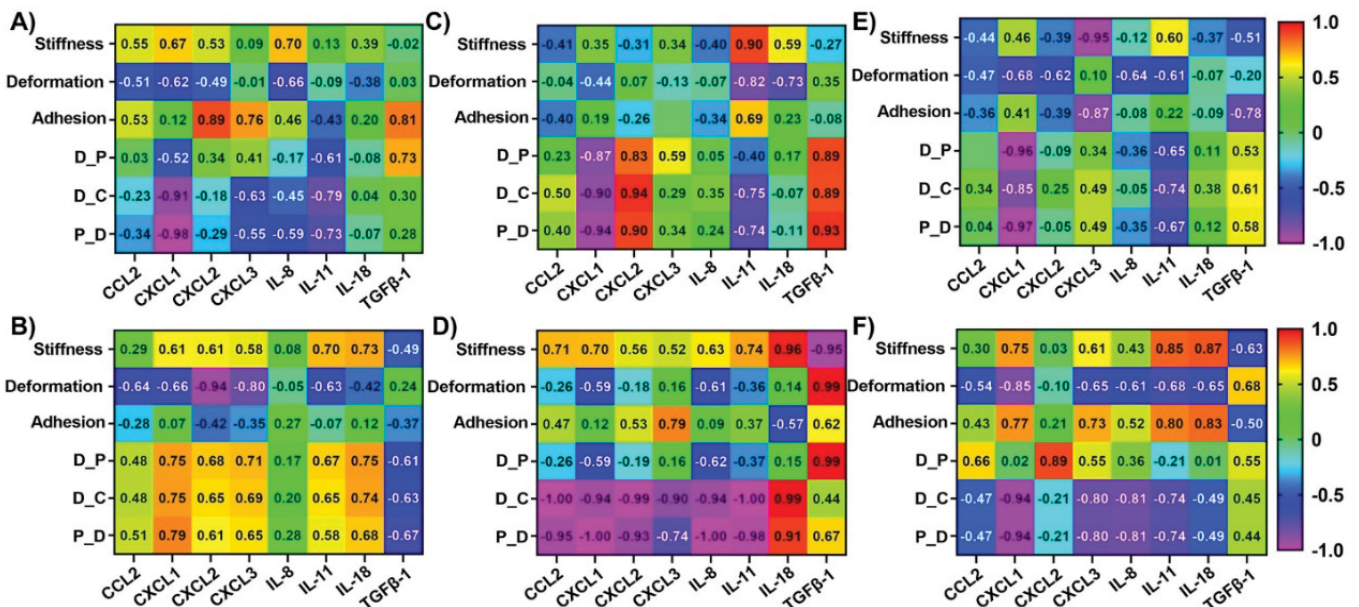 A)
Stiffness 0.55 0.67 0.53 0.09 0.70 0.13 0.39 -0.02
Deformation -0.51 -0.62 -0.49 -0.01 -0.66 -0.09 -0.38 0.03
Adhesion 0.53 0.12 0.89 0.76 0.46 -0.43 0.20 0.81
D_P 0.03 -0.52 0.34 0.41 -0.17 -0.61 -0.08 0.73
D_C -0.23 -0.91 -0.18 -0.63 -0.45 -0.79 0.04 0.30
P_D -0.34 -0.98 -0.29 -0.55 -0.59 -0.73 -0.07 0.28
CCL2 CXCL1 CXCL2 CXCL3 IL-8 IL-11 IL-18 TGFβ-1
C)
Stiffness -0.41 0.35 -0.31 0.34 -0.40 0.90 0.59 -0.27
Deformation -0.04 -0.44 0.07 -0.13 -0.07 -0.82 -0.73 0.35
Adhesion -0.40 0.19 -0.26 -0.34 0.69 0.23 -0.08
D_P 0.23 -0.87 0.83 0.59 0.05 -0.40 0.17 0.89
D_C 0.50 -0.90 0.94 0.29 0.35 -0.75 -0.07 0.89
P_D 0.40 -0.94 0.90 0.34 0.24 -0.74 -0.11 0.93
CCL2 CXCL1 CXCL2 CXCL3 IL-8 IL-11 IL-18 TGFβ-1
E)
Stiffness -0.44 0.46 -0.39 -0.95 -0.12 0.60 -0.37 -0.51
Deformation -0.47 -0.68 -0.62 0.10 -0.64 -0.61 -0.07 -0.20
Adhesion -0.36 0.41 -0.39 -0.87 -0.08 0.22 -0.09 -0.78
D_P -0.96 -0.09 0.34 -0.36 -0.65 0.11 0.53
D_C 0.34 -0.85 0.25 0.49 -0.05 -0.74 0.38 0.61
P_D 0.04 -0.97 -0.05 0.49 -0.35 -0.67 0.12 0.58
CCL2 CXCL1 CXCL2 CXCL3 IL-8 IL-11 IL-18 TGFβ-1
1.0
0.5
0
-0.5
-1.0
B)
Stiffness 0.29 0.61 0.61 0.58 0.08 0.70 0.73 -0.49
Deformation -0.64 -0.66 -0.94 -0.80 -0.05 -0.63 -0.42 0.24
Adhesion -0.28 0.07 -0.42 -0.35 0.27 -0.07 0.12 -0.37
D_P 0.48 0.75 0.68 0.71 0.17 0.67 0.75 -0.61
D_C 0.48 0.75 0.65 0.69 0.20 0.65 0.74 -0.63
P_D 0.51 0.79 0.61 0.65 0.28 0.58 0.68 -0.67
CCL2 CXCL1 CXCL2 CXCL3 IL-8 IL-11 IL-18 TGFβ-1
D)
Stiffness 0.71 0.70 0.56 0.52 0.63 0.74 0.96 -0.95
Deformation -0.26 -0.59 -0.18 0.16 -0.61 -0.36 0.14 0.99
Adhesion 0.47 0.12 0.53 0.79 0.09 0.37 -0.57 0.62
D_P -0.26 -0.59 -0.19 0.16 -0.62 -0.37 0.15 0.99
D_C -1.00 -0.94 -0.99 -0.90 -0.94 -1.00 0.99 0.44
P_D -0.95 -1.00 -0.93 -0.74 -1.00 -0.98 0.91 0.67
CCL2 CXCL1 CXCL2 CXCL3 IL-8 IL-11 IL-18 TGFβ-1
F)
Stiffness 0.30 0.75 0.03 0.61 0.43 0.85 0.87 -0.63
Deformation -0.54 -0.85 -0.10 -0.65 -0.61 -0.68 -0.65 0.68
Adhesion 0.43 0.77 0.21 0.73 0.52 0.80 0.83 -0.50
D_P 0.66 0.02 0.89 0.55 0.36 -0.21 0.01 0.55
D_C -0.47 -0.94 -0.21 -0.80 -0.81 -0.74 -0.49 0.45
P_D -0.47 -0.94 -0.21 -0.80 -0.81 -0.74 -0.49 0.44
CCL2 CXCL1 CXCL2 CXCL3 IL-8 IL-11 IL-18 TGFβ-1
1.0
0.5
0
-0.5
-1.0